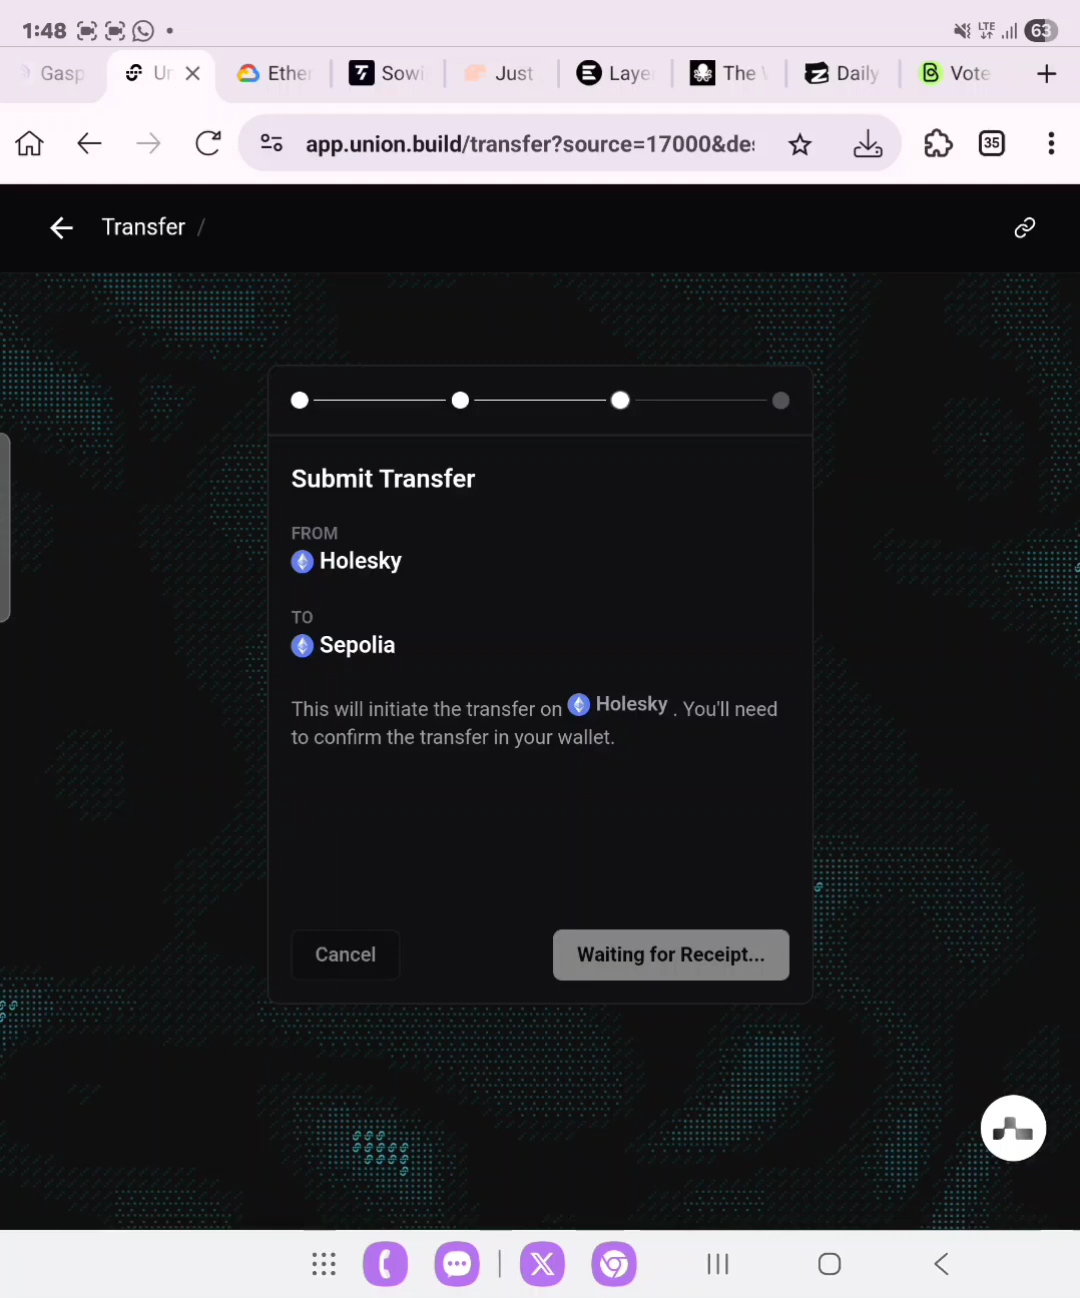 1:48
LTE
63
Gasp
Ur
Ether
Sowi
Just
Laye
The
Daily
Vote
app.union.build/transfer?source=17000&de
35
Transfer /
Submit Transfer
FROM
Holesky
TO
Sepolia
This will initiate the transfer on Holesky . You'll need
to confirm the transfer in your wallet.
Cancel
Waiting for Receipt...